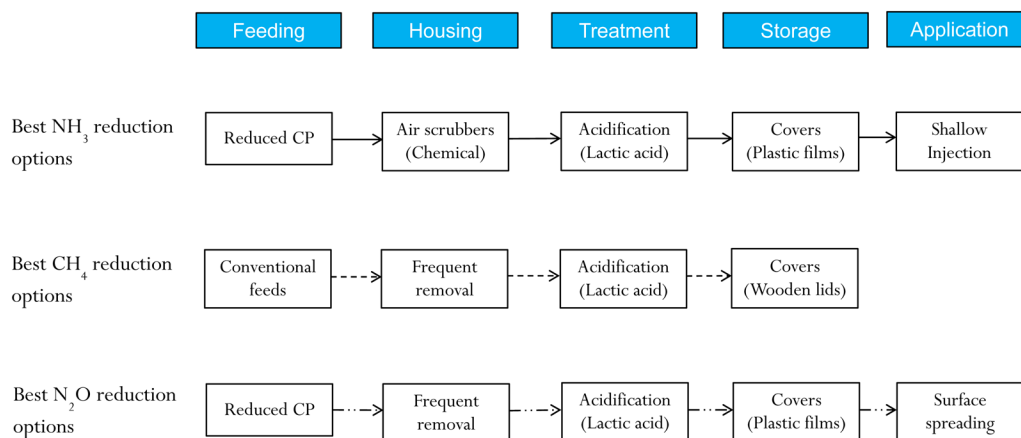 Feeding Housing Treatment Storage Application
Best NH3 reduction
options
Reduced CP
Air scrubbers
(Chemical)
Acidification
(Lactic acid)
Covers
(Plastic films)
Shallow
Injection
Best CH4 reduction
options
Conventional
feeds
Frequent
removal
Acidification
(Lactic acid)
Covers
(Wooden lids)
Best N2O reduction
options
Reduced CP
Frequent
removal
Acidification
(Lactic acid)
Covers
(Plastic films)
Surface
spreading